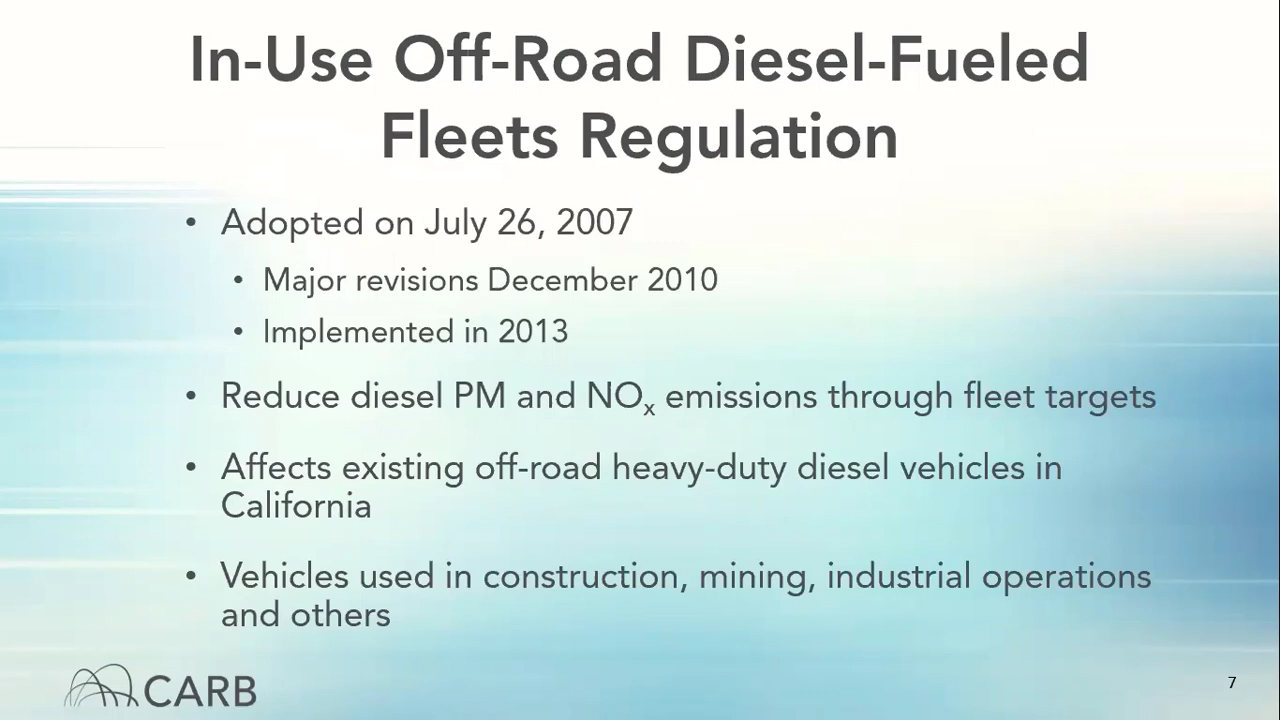 In-Use Off-Road Diesel-Fueled
Fleets Regulation
• Adopted on July 26, 2007
• Major revisions December 2010
• Implemented in 2013
• Reduce diesel PM and NOx emissions through fleet targets
• Affects existing off-road heavy-duty diesel vehicles in
California
• Vehicles used in construction, mining, industrial operations
and others
CARB
7